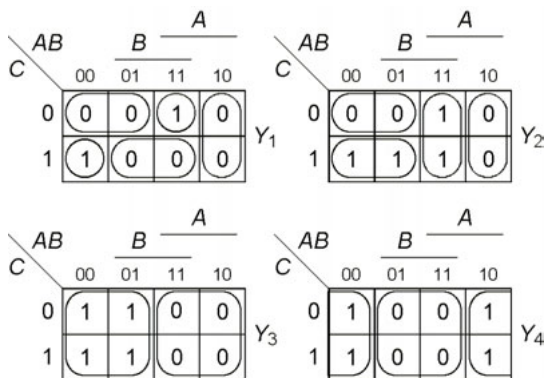 A A
AB B AB B
C 00 01 11 10 C 00 01 11 10
0 0 0 1 0 0 0 0 1 0
Y1 Y2
1 1 0 0 0 1 1 1 1 0
A A
AB B AB B
C 00 01 11 10 C 00 01 11 10
0 1 1 0 0 0 1 0 0 1
Y3 Y4
1 1 1 0 0 1 1 0 0 1